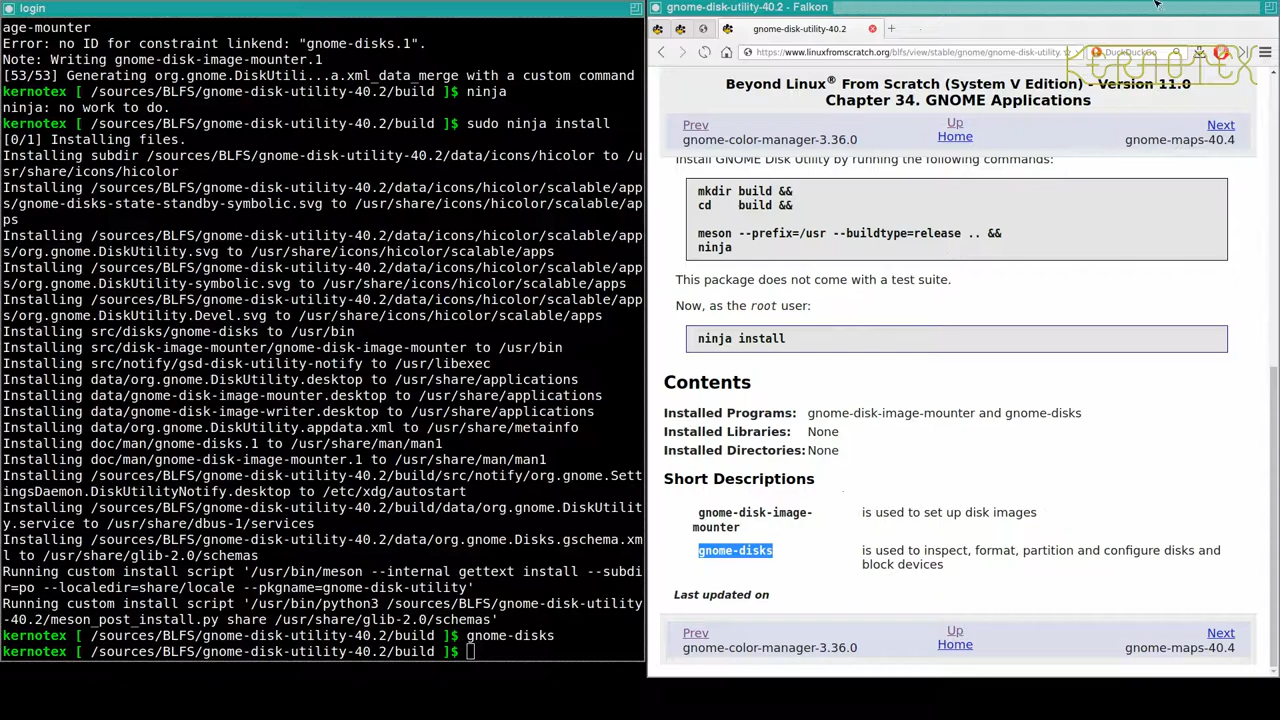 login
age-mounter
Error: no ID for constraint linkend: "gnome-disks.1".
Note: Writing gnome-disk-image-mounter.1
[53/53] Generating org.gnome.DiskUtili...a.xml_data_merge with a custom command
kernotex [ /sources/BLFS/gnome-disk-utility-40.2/build ]$ ninja
ninja: no work to do.
kernotex [ /sources/BLFS/gnome-disk-utility-40.2/build ]$ sudo ninja install
[0/1] Installing files.
Installing subdir /sources/BLFS/gnome-disk-utility-40.2/data/icons/hicolor to /u
sr/share/icons/hicolor
Installing /sources/BLFS/gnome-disk-utility-40.2/data/icons/hicolor/scalable/app
s/gnome-disks-state-standby-symbolic.svg to /usr/share/icons/hicolor/scalable/ap
ps
Installing /sources/BLFS/gnome-disk-utility-40.2/data/icons/hicolor/scalable/app
s/org.gnome.DiskUtility.svg to /usr/share/icons/hicolor/scalable/apps
Installing /sources/BLFS/gnome-disk-utility-40.2/data/icons/hicolor/scalable/app
s/org.gnome.DiskUtility-symbolic.svg to /usr/share/icons/hicolor/scalable/apps
Installing /sources/BLFS/gnome-disk-utility-40.2/data/icons/hicolor/scalable/app
s/org.gnome.DiskUtility.Devel.svg to /usr/share/icons/hicolor/scalable/apps
Installing src/disks/gnome-disks to /usr/bin
Installing src/disk-image-mounter/gnome-disk-image-mounter to /usr/bin
Installing src/notify/gsd-disk-utility-notify to /usr/libexec
Installing data/org.gnome.DiskUtility.desktop to /usr/share/applications
Installing data/gnome-disk-image-mounter.desktop to /usr/share/applications
Installing data/gnome-disk-image-writer.desktop to /usr/share/applications
Installing data/org.gnome.DiskUtility.appdata.xml to /usr/share/metainfo
Installing doc/man/gnome-disks.1 to /usr/share/man/man1
Installing doc/man/gnome-disk-image-mounter.1 to /usr/share/man/man1
Installing /sources/BLFS/gnome-disk-utility-40.2/build/src/notify/org.gnome.Sett
ingsDaemon.DiskUtilityNotify.desktop to /etc/xdg/autostart
Installing /sources/BLFS/gnome-disk-utility-40.2/build/data/org.gnome.DiskUtilit
y.service to /usr/share/dbus-1/services
Installing /sources/BLFS/gnome-disk-utility-40.2/data/org.gnome.Disks.gschema.xm
l to /usr/share/glib-2.0/schemas
Running custom install script '/usr/bin/meson --internal gettext install --subdi
r=po --localedir=share/locale --pkgname=gnome-disk-utility'
Running custom install script '/usr/bin/python3 /sources/BLFS/gnome-disk-utility
-40.2/meson_post_install.py share /usr/share/glib-2.0/schemas'
kernotex [ /sources/BLFS/gnome-disk-utility-40.2/build ]$ gnome-disks
kernotex [ /sources/BLFS/gnome-disk-utility-40.2/build ]$
gnome-disk-utility-40.2 - Falkon
gnome-disk-utility-40.2
https://www.linuxfromscratch.org/blfs/view/stable/gnome/gnome-disk-utility.
DuckDuckGo
KERNOTEX
Beyond Linux® From Scratch (System V Edition) - Version 11.0
Chapter 34. GNOME Applications
Prev Up Next
gnome-color-manager-3.36.0 Home gnome-maps-40.4
Install GNOME Disk Utility by running the following commands:
mkdir build &&
cd    build &&
meson --prefix=/usr --buildtype=release .. &&
ninja
This package does not come with a test suite.
Now, as the root user:
ninja install
Contents
Installed Programs: gnome-disk-image-mounter and gnome-disks
Installed Libraries: None
Installed Directories: None
Short Descriptions
gnome-disk-image- is used to set up disk images
mounter
gnome-disks is used to inspect, format, partition and configure disks and
block devices
Last updated on
Prev Up Next
gnome-color-manager-3.36.0 Home gnome-maps-40.4